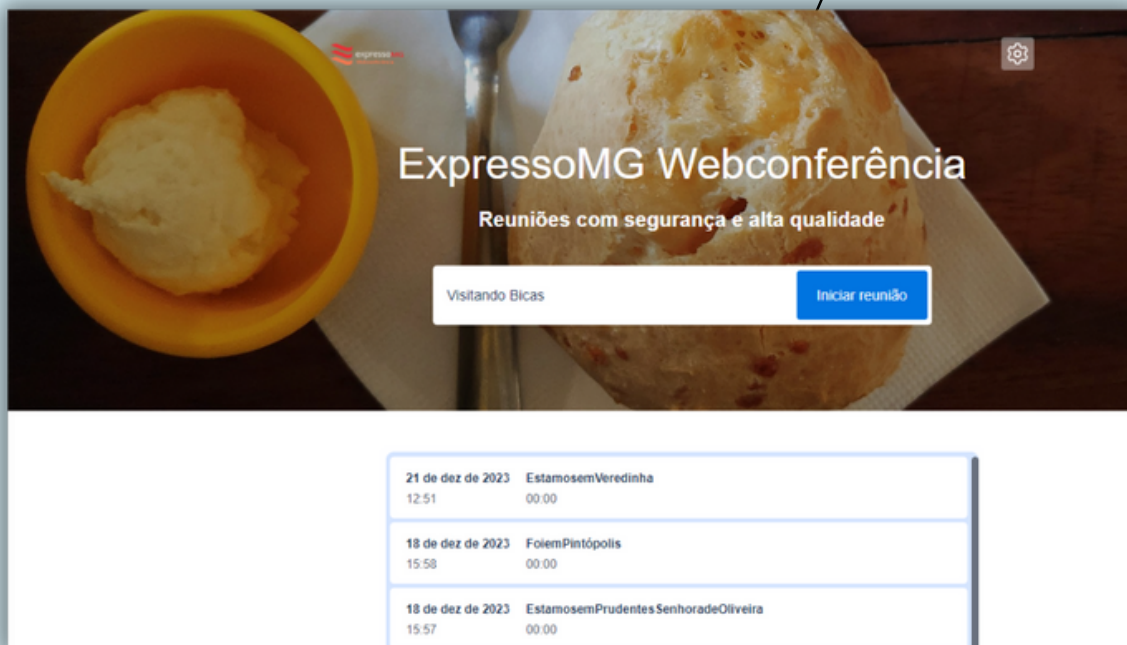 expressoMG
ExpressoMG Webconferência
Reuniões com segurança e alta qualidade
Visitando Bicas
Iniciar reunião
21 de dez de 2023 EstamosemVeredinha
12:51 00:00
18 de dez de 2023 FoiemPintópolis
15:58 00:00
18 de dez de 2023 EstamosemPrudentesSenhoradeOliveira
15:57 00:00